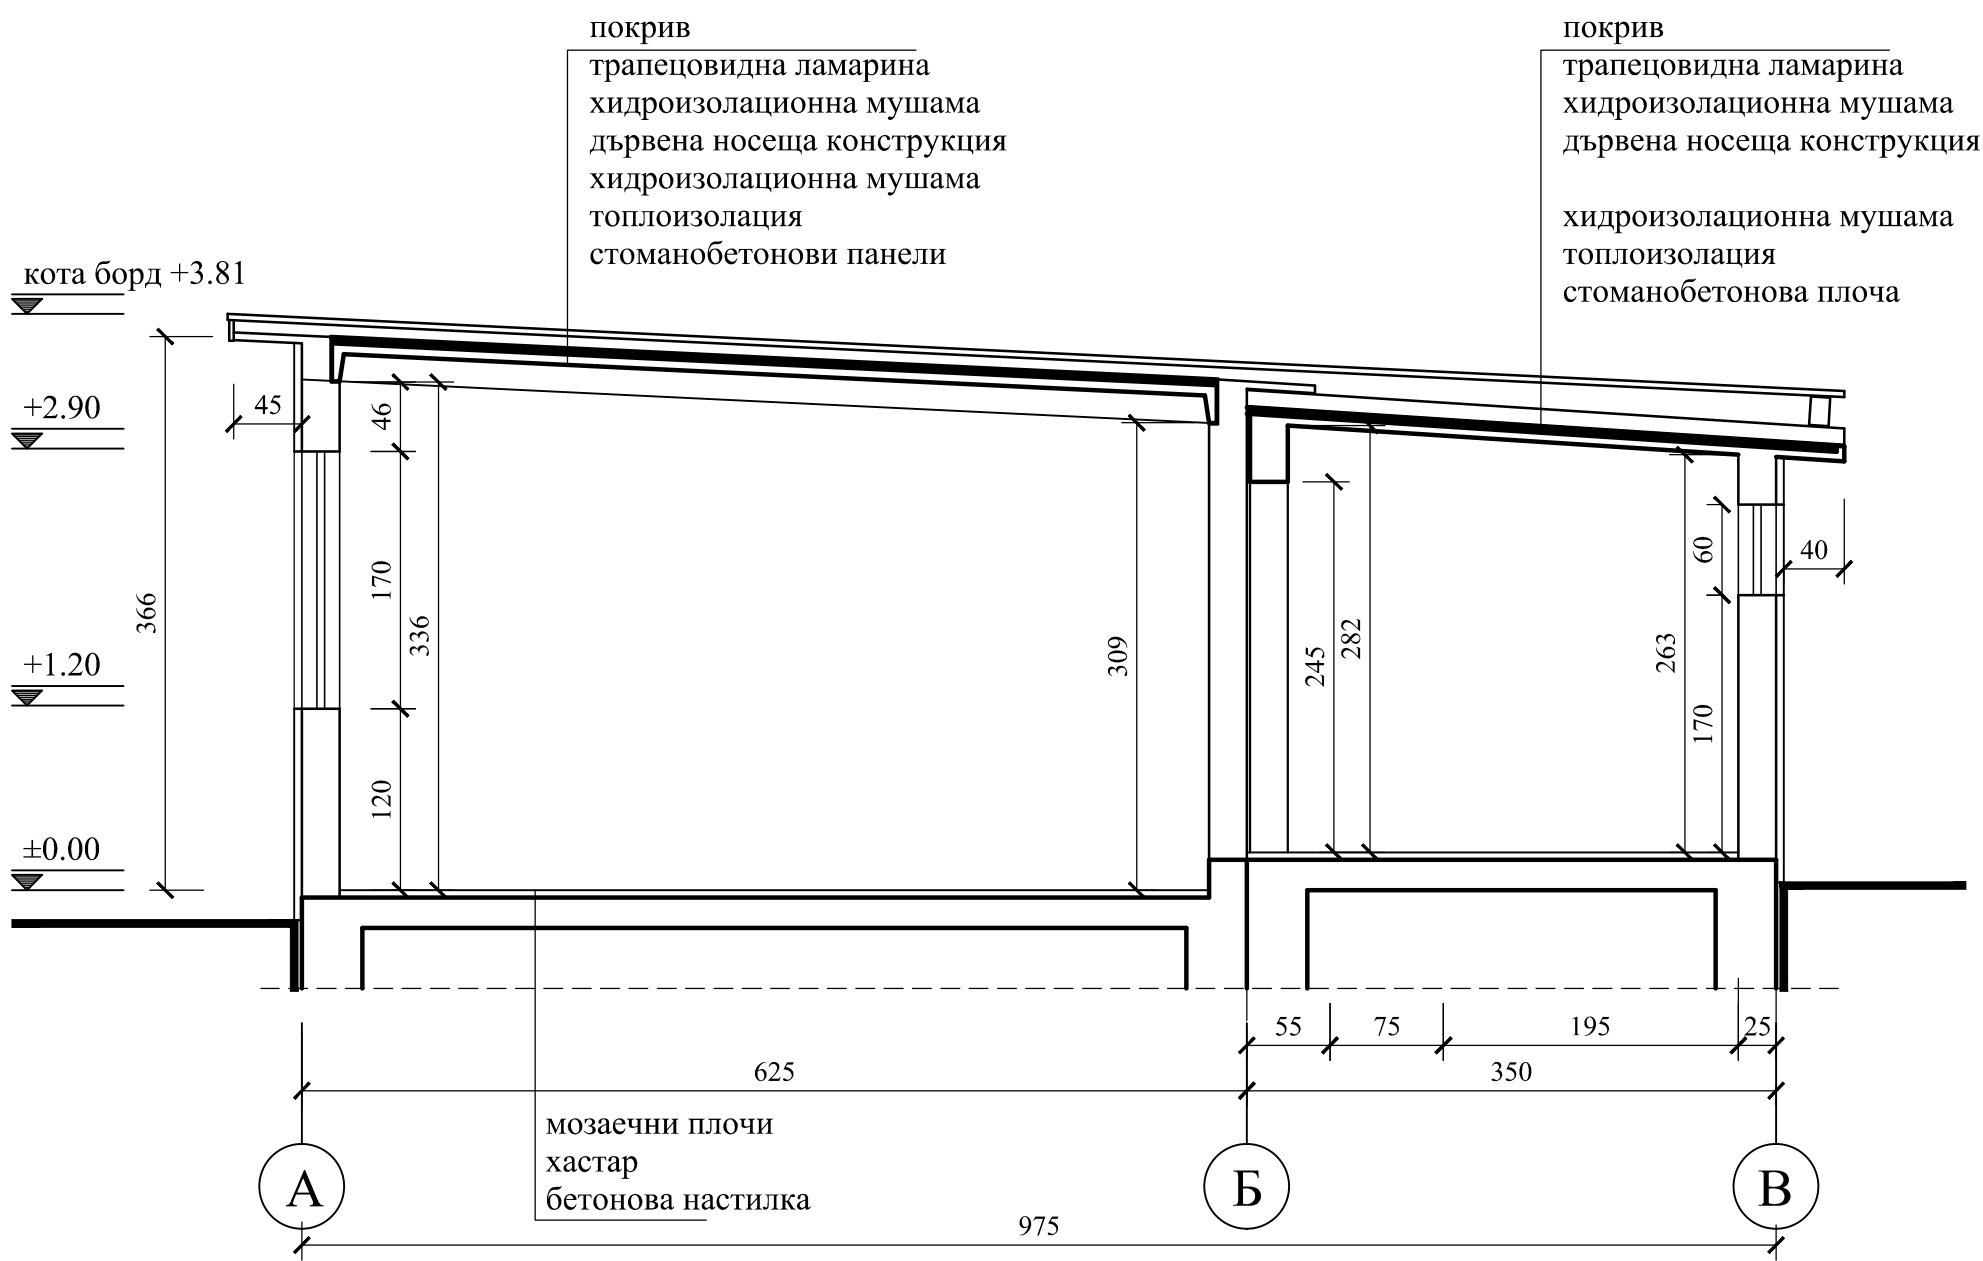 покрив
трапецовидна ламарина
хидроизолационна мушама
дървена носеща конструкция
хидроизолационна мушама
топлоизолация
стоманобетонови панели
покрив
трапецовидна ламарина
хидроизолационна мушама
дървена носеща конструкция
хидроизолационна мушама
топлоизолация
стоманобетонова плоча
кота борд +3.81
+2.90
+1.20
±0.00
366
45
46
170
120
336
309
245
282
263
60
170
40
55
75
195
25
625
350
мозаечни плочи
хастар
бетонова настилка
А
Б
В
975